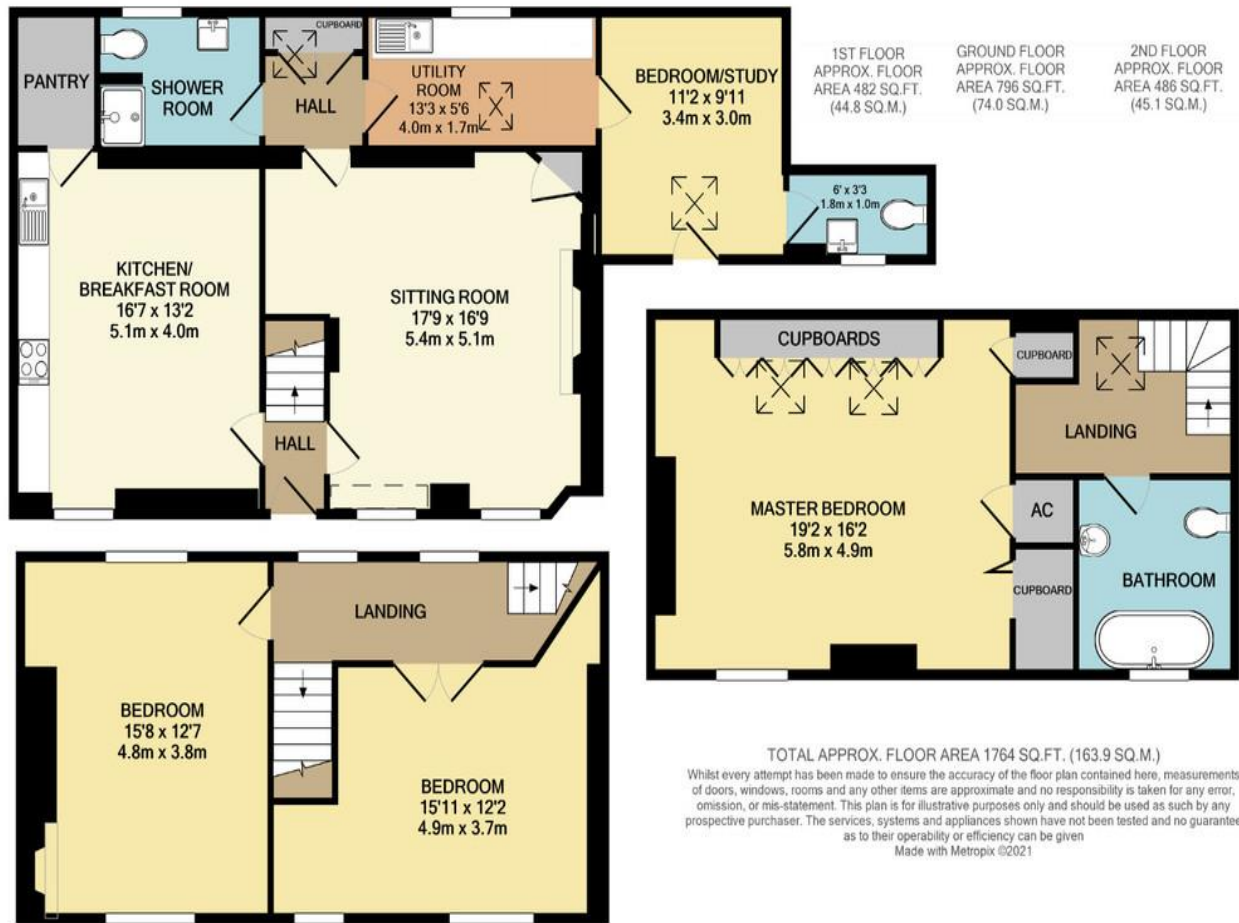 PANTRY
SHOWER
ROOM
CUPBOARD
HALL
UTILITY
ROOM
13'3 x 5'6
4.0m x 1.7m
BEDROOM/STUDY
11'2 x 9'11
3.4m x 3.0m
6' x 3'3
1.8m x 1.0m
KITCHEN/
BREAKFAST ROOM
16'7 x 13'2
5.1m x 4.0m
SITTING ROOM
17'9 x 16'9
5.4m x 5.1m
HALL
1ST FLOOR
APPROX. FLOOR
AREA 482 SQ.FT.
(44.8 SQ.M.)
GROUND FLOOR
APPROX. FLOOR
AREA 796 SQ.FT.
(74.0 SQ.M.)
2ND FLOOR
APPROX. FLOOR
AREA 486 SQ.FT.
(45.1 SQ.M.)
CUPBOARDS
CUPBOARD
LANDING
MASTER BEDROOM
19'2 x 16'2
5.8m x 4.9m
AC
CUPBOARD
BATHROOM
LANDING
BEDROOM
15'8 x 12'7
4.8m x 3.8m
BEDROOM
15'11 x 12'2
4.9m x 3.7m
TOTAL APPROX. FLOOR AREA 1764 SQ.FT. (163.9 SQ.M.)
Whilst every attempt has been made to ensure the accuracy of the floor plan contained here, measurements
of doors, windows, rooms and any other items are approximate and no responsibility is taken for any error,
omission, or mis-statement. This plan is for illustrative purposes only and should be used as such by any
prospective purchaser. The services, systems and appliances shown have not been tested and no guarantee
as to their operability or efficiency can be given
Made with Metropix ©2021